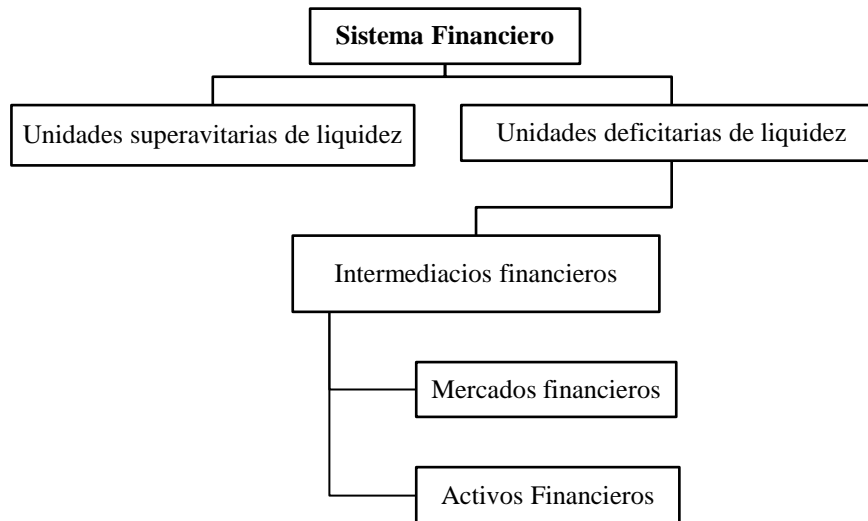 Sistema Financiero
Unidades superavitarias de liquidez
Unidades deficitarias de liquidez
Intermediacios financieros
Mercados financieros
Activos Financieros